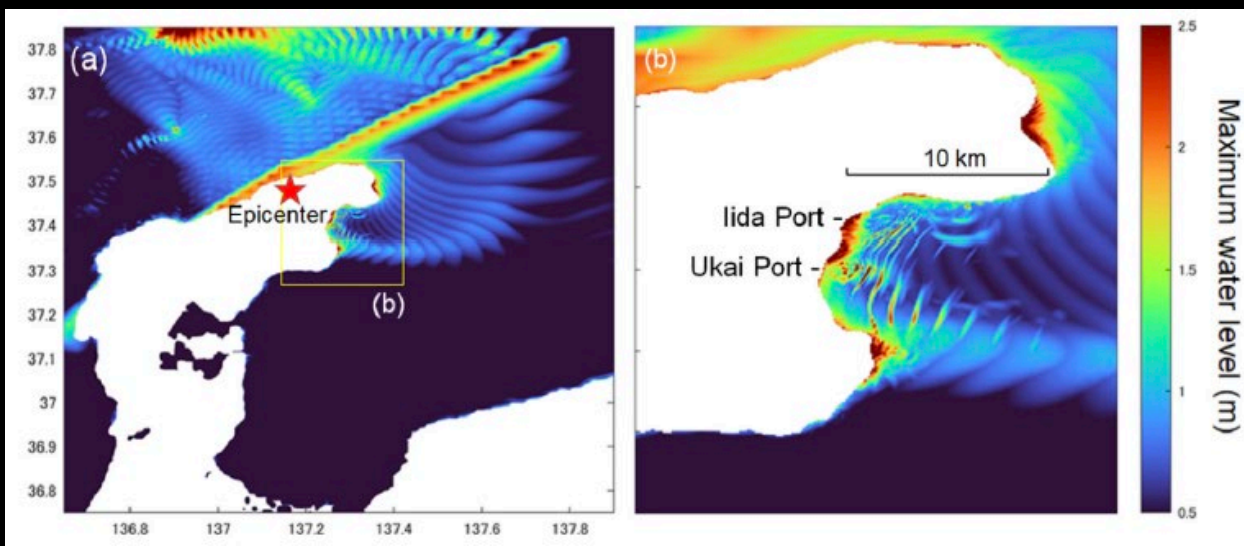 (a)
37.8
37.7
37.6
37.5
37.4
37.3
37.2
37.1
37
36.9
36.8
136.8 137 137.2 137.4 137.6 137.8
Epicenter
(b)
(b)
10 km
Iida Port -
Ukai Port -
2.5
2
1.5
1
0.5
Maximum water level (m)